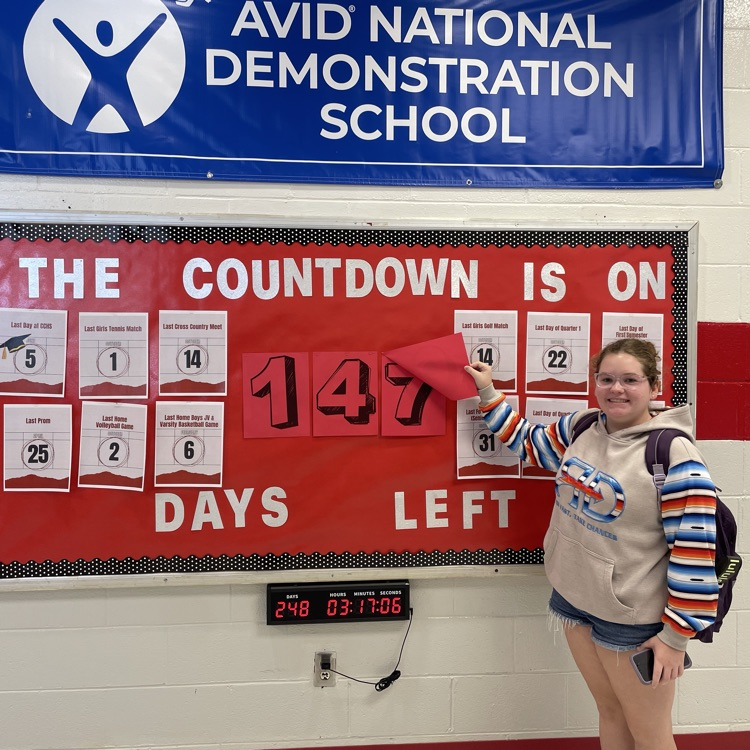 AVID® NATIONAL
DEMONSTRATION
SCHOOL
THE COUNTDOWN IS ON
Last Day at CCHS
5
Last Girls Tennis Match
1
Last Cross Country Meet
14
Last Girls Golf Match
14
Last Day of Quarter 1
22
Last Day of
First Semester
147
Last Prom
25
Last Home
Volleyball Game
2
Last Home Boys JV &
Varsity Basketball Game
6
31
DAYS LEFT
DAYS HOURS MINUTES SECONDS
248 03:17:06
TAKE CHANCES